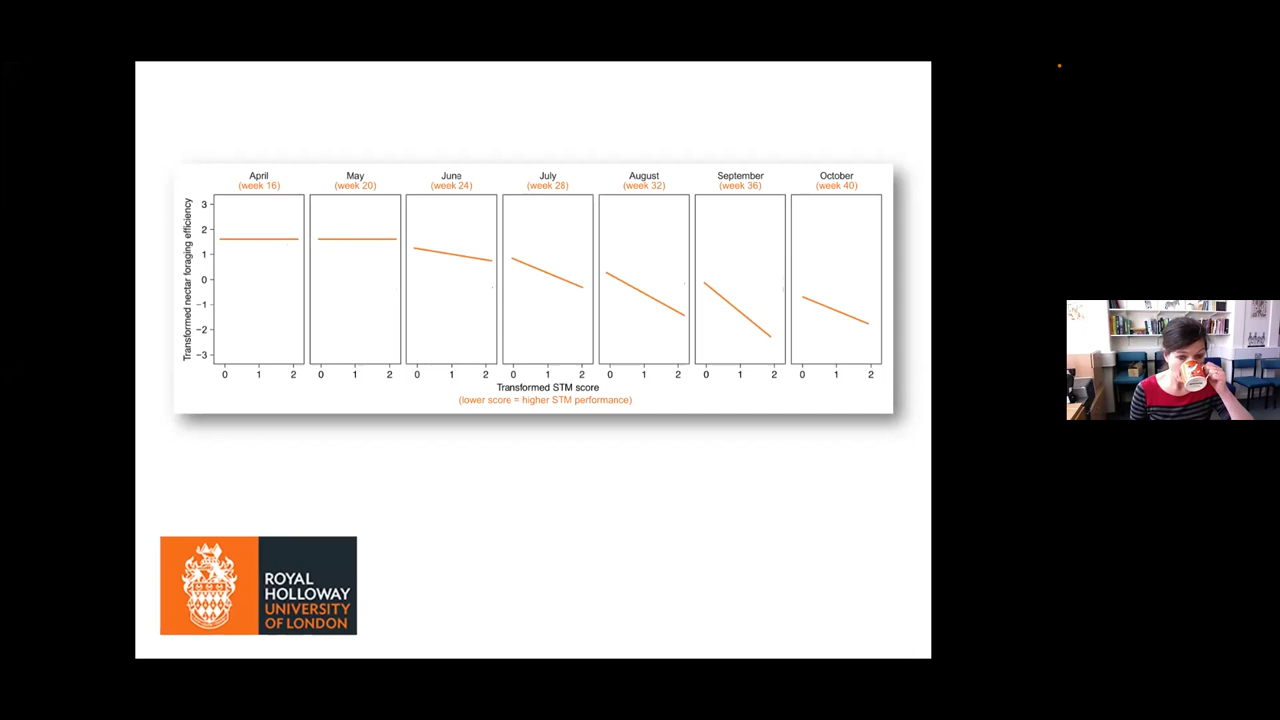 April May June July August September October
(week 16) (week 20) (week 24) (week 28) (week 32) (week 36) (week 40)
Transformed nectar foraging efficiency
3
2
1
0
−1
−2
−3
0 1 2 0 1 2 0 1 2 0 1 2 0 1 2 0 1 2 0 1 2
Transformed STM score
(lower score = higher STM performance)
ROYAL
HOLLOWAY
UNIVERSITY
OF LONDON